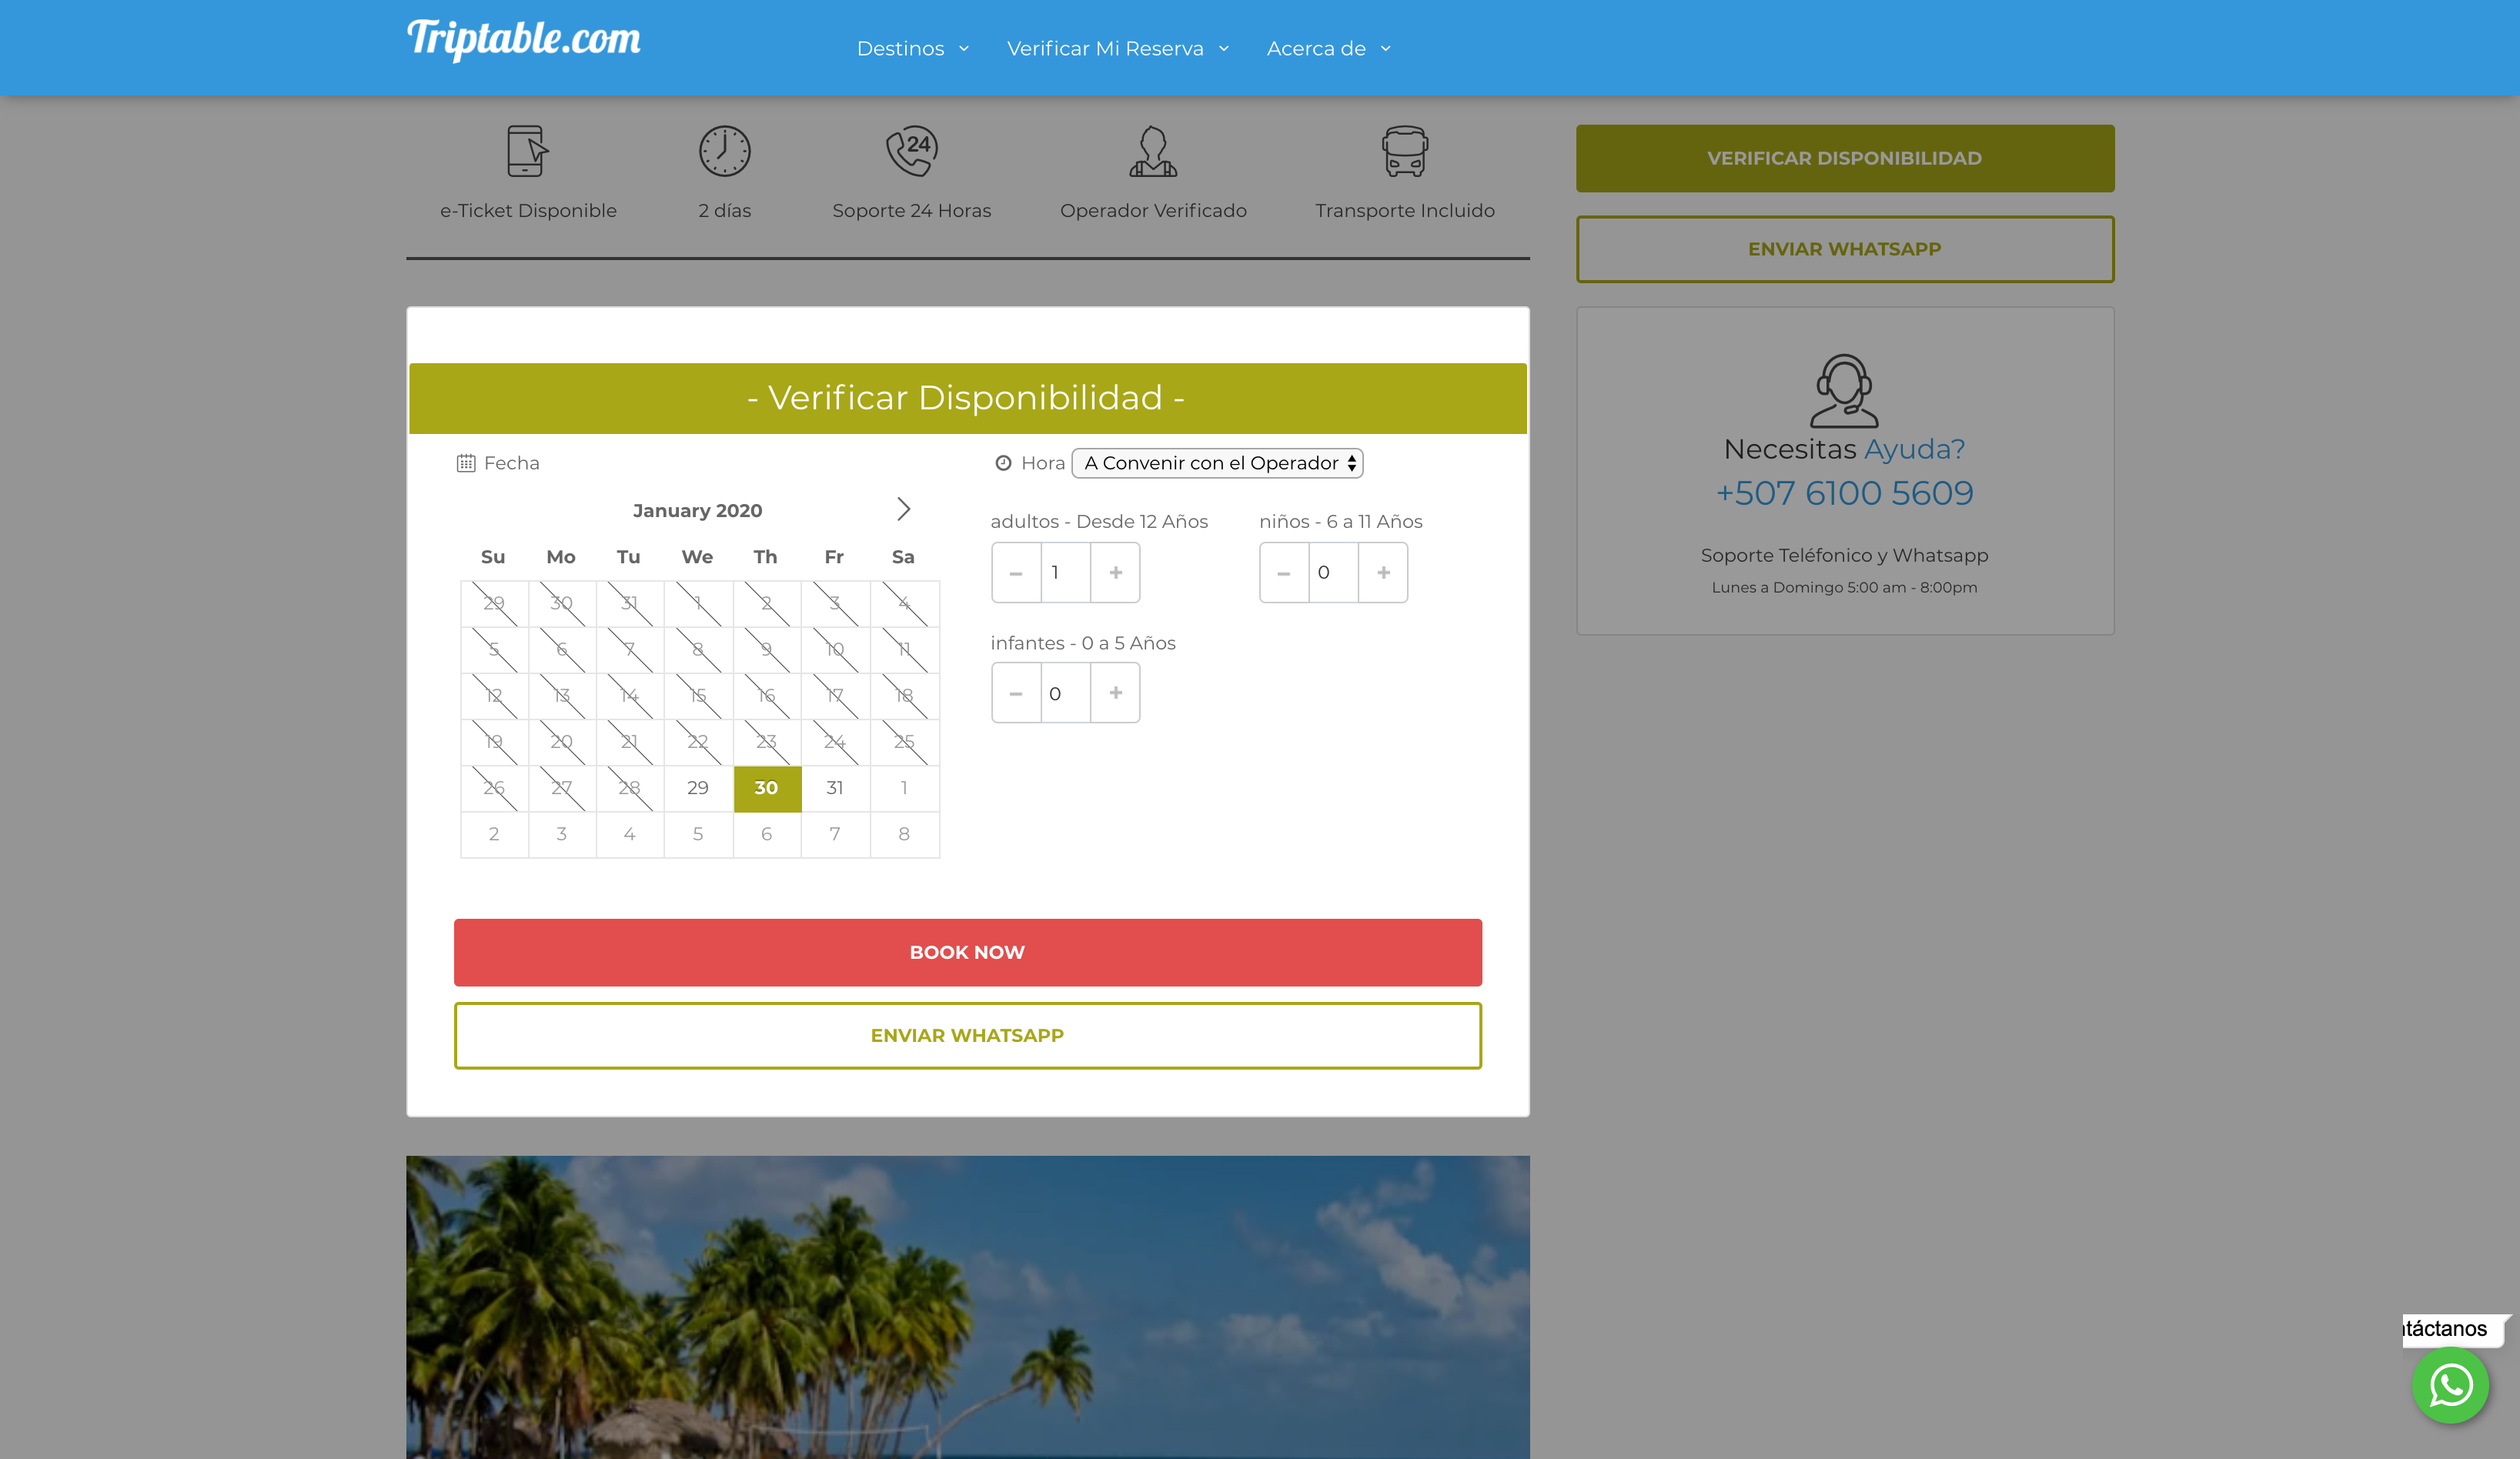 Triptable.com
Destinos
Verificar Mi Reserva
Acerca de
24
e-Ticket Disponible
2 días
Soporte 24 Horas
Operador Verificado
Transporte Incluido
VERIFICAR DISPONIBILIDAD
ENVIAR WHATSAPP
Necesitas Ayuda?
+507 6100 5609
Soporte Teléfonico y Whatsapp
Lunes a Domingo 5:00 am - 8:00pm
- Verificar Disponibilidad -
Fecha
January 2020
Su Mo Tu We Th Fr Sa
29 30 31 1 2 3 4
5 6 7 8 9 10 11
12 13 14 15 16 17 18
19 20 21 22 23 24 25
26 27 28 29 30 31 1
2 3 4 5 6 7 8
Hora A Convenir con el Operador
adultos - Desde 12 Años
− 1 +
niños - 6 a 11 Años
− 0 +
infantes - 0 a 5 Años
− 0 +
BOOK NOW
ENVIAR WHATSAPP
táctanos